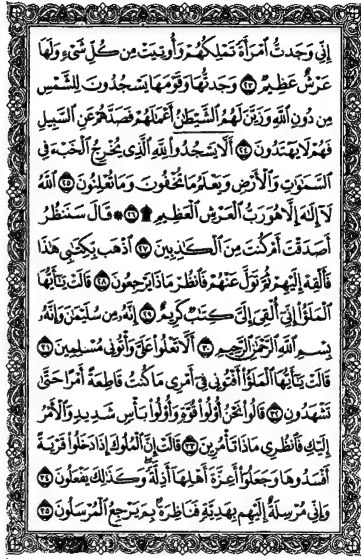 إِنِّي وَجَدتُّ ٱمْرَأَةً تَمْلِكُهُمْ وَأُوتِيَتْ مِن كُلِّ شَىْءٍ وَلَهَا
عَرْشٌ عَظِيمٌ ٢٣ وَجَدتُّهَا وَقَوْمَهَا يَسْجُدُونَ لِلشَّمْسِ
مِن دُونِ ٱللَّهِ وَزَيَّنَ لَهُمُ ٱلشَّيْطَٰنُ أَعْمَٰلَهُمْ فَصَدَّهُمْ عَنِ ٱلسَّبِيلِ
فَهُمْ لَا يَهْتَدُونَ ٢٤ أَلَّا يَسْجُدُوا۟ لِلَّهِ ٱلَّذِى يُخْرِجُ ٱلْخَبْءَ فِى
ٱلسَّمَٰوَٰتِ وَٱلْأَرْضِ وَيَعْلَمُ مَا تُخْفُونَ وَمَا تُعْلِنُونَ ٢٥ ٱللَّهُ
لَآ إِلَٰهَ إِلَّا هُوَ رَبُّ ٱلْعَرْشِ ٱلْعَظِيمِ ۩ ٢٦ ۞ قَالَ سَنَنظُرُ
أَصَدَقْتَ أَمْ كُنتَ مِنَ ٱلْكَٰذِبِينَ ٢٧ ٱذْهَب بِّكِتَٰبِى هَٰذَا
فَأَلْقِهْ إِلَيْهِمْ ثُمَّ تَوَلَّ عَنْهُمْ فَٱنظُرْ مَاذَا يَرْجِعُونَ ٢٨ قَالَتْ يَٰٓأَيُّهَا
ٱلْمَلَؤُا۟ إِنِّىٓ أُلْقِىَ إِلَىَّ كِتَٰبٌ كَرِيمٌ ٢٩ إِنَّهُۥ مِن سُلَيْمَٰنَ وَإِنَّهُۥ
بِسْمِ ٱللَّهِ ٱلرَّحْمَٰنِ ٱلرَّحِيمِ ٣٠ أَلَّا تَعْلُوا۟ عَلَىَّ وَأْتُونِى مُسْلِمِينَ ٣١
قَالَتْ يَٰٓأَيُّهَا ٱلْمَلَؤُا۟ أَفْتُونِى فِىٓ أَمْرِى مَا كُنتُ قَاطِعَةً أَمْرًا حَتَّىٰ
تَشْهَدُونِ ٣٢ قَالُوا۟ نَحْنُ أُو۟لُوا۟ قُوَّةٍ وَأُو۟لُوا۟ بَأْسٍ شَدِيدٍ وَٱلْأَمْرُ
إِلَيْكِ فَٱنظُرِى مَاذَا تَأْمُرِينَ ٣٣ قَالَتْ إِنَّ ٱلْمُلُوكَ إِذَا دَخَلُوا۟ قَرْيَةً
أَفْسَدُوهَا وَجَعَلُوٓا۟ أَعِزَّةَ أَهْلِهَآ أَذِلَّةً وَكَذَٰلِكَ يَفْعَلُونَ ٣٤
وَإِنِّى مُرْسِلَةٌ إِلَيْهِم بِهَدِيَّةٍ فَنَاظِرَةٌۢ بِمَ يَرْجِعُ ٱلْمُرْسَلُونَ ٣٥